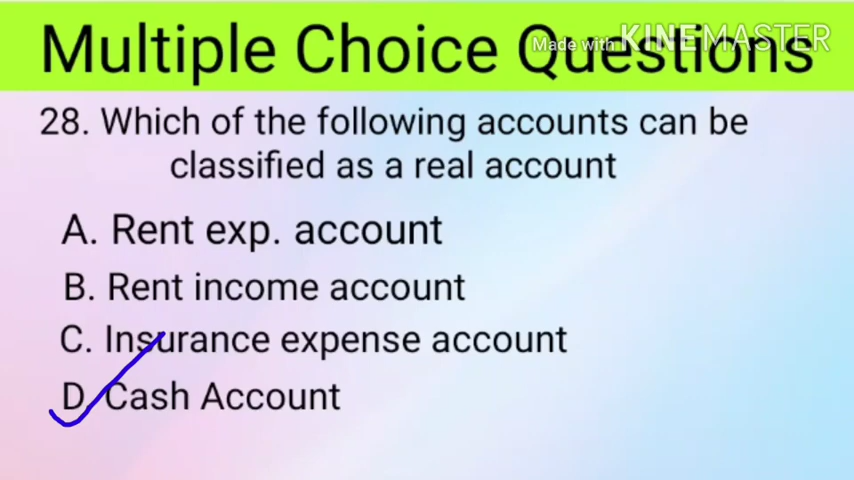 Multiple Choice Questions
Made with KINEMASTER
28. Which of the following accounts can be
classified as a real account
A. Rent exp. account
B. Rent income account
C. Insurance expense account
D. Cash Account